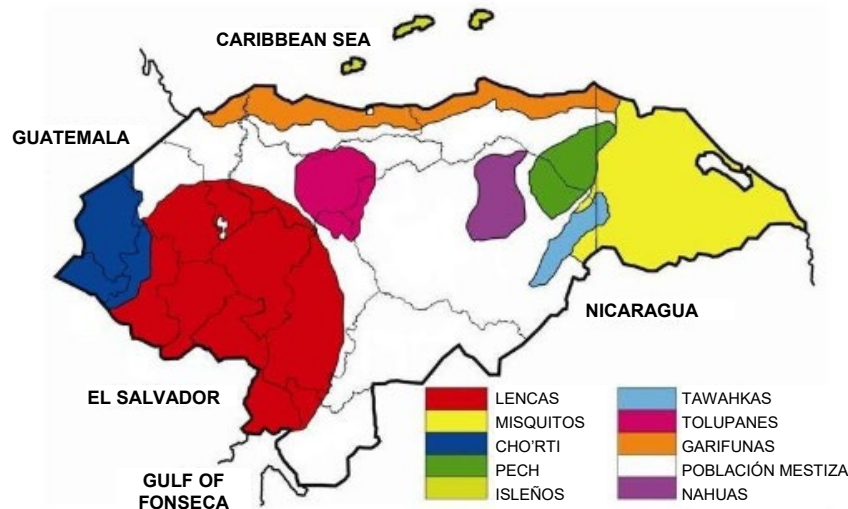 CARIBBEAN SEA
GUATEMALA
NICARAGUA
EL SALVADOR
GULF OF
FONSECA
LENCAS
MISQUITOS
CHO'RTI
PECH
ISLEÑOS
TAWAHKAS
TOLUPANES
GARIFUNAS
POBLACIÓN MESTIZA
NAHUAS